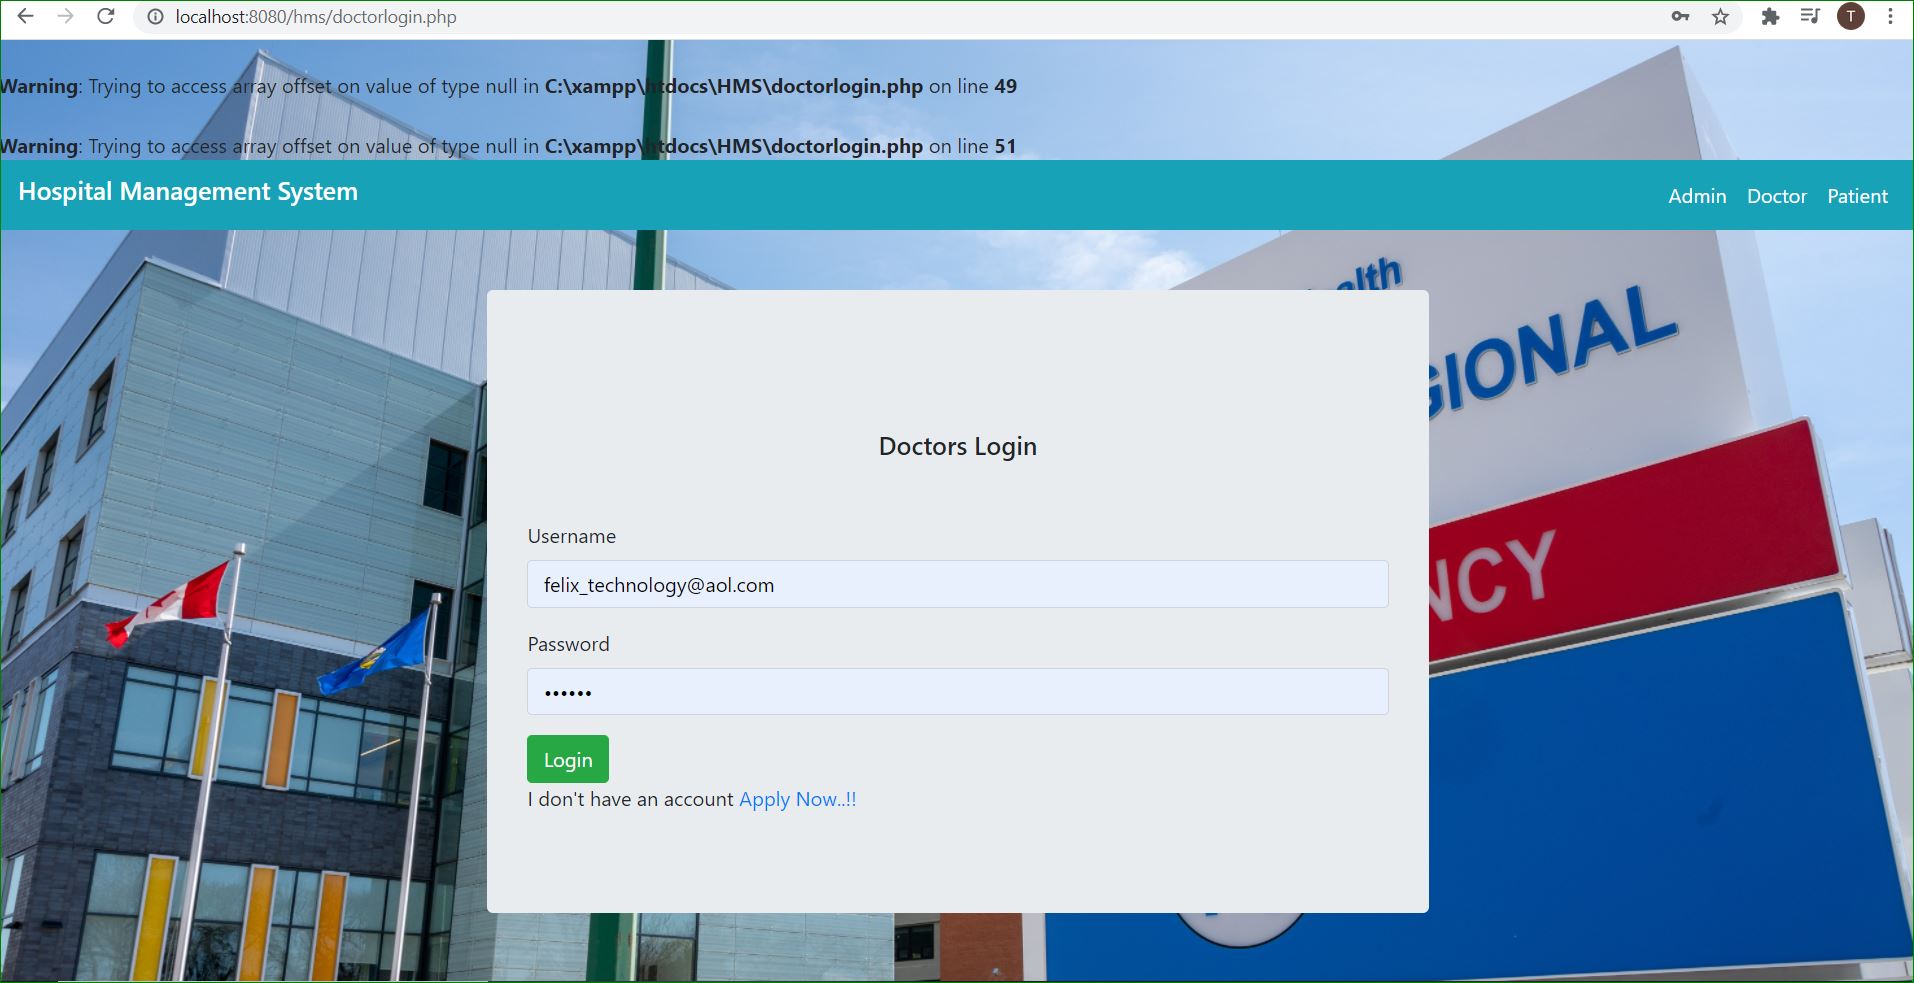 localhost:8080/hms/doctorlogin.php
T
Warning: Trying to access array offset on value of type null in C:\xampp\htdocs\HMS\doctorlogin.php on line 49
Warning: Trying to access array offset on value of type null in C:\xampp\htdocs\HMS\doctorlogin.php on line 51
Hospital Management System
Admin Doctor Patient
Doctors Login
Username
felix_technology@aol.com
Password
••••••
Login
I don't have an account Apply Now..!!